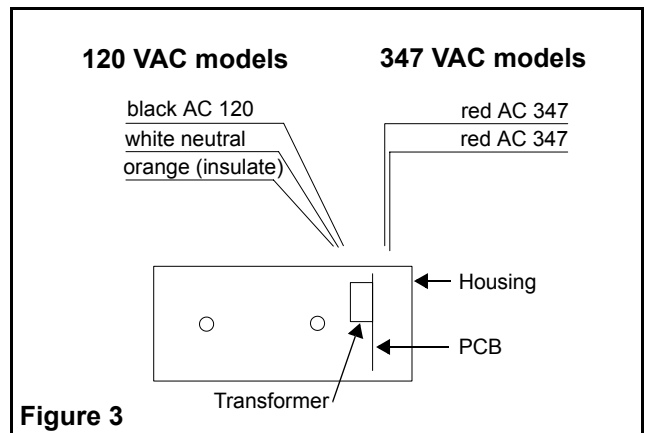 120 VAC models
347 VAC models
black AC 120
white neutral
orange (insulate)
red AC 347
red AC 347
Housing
PCB
Transformer
Figure 3